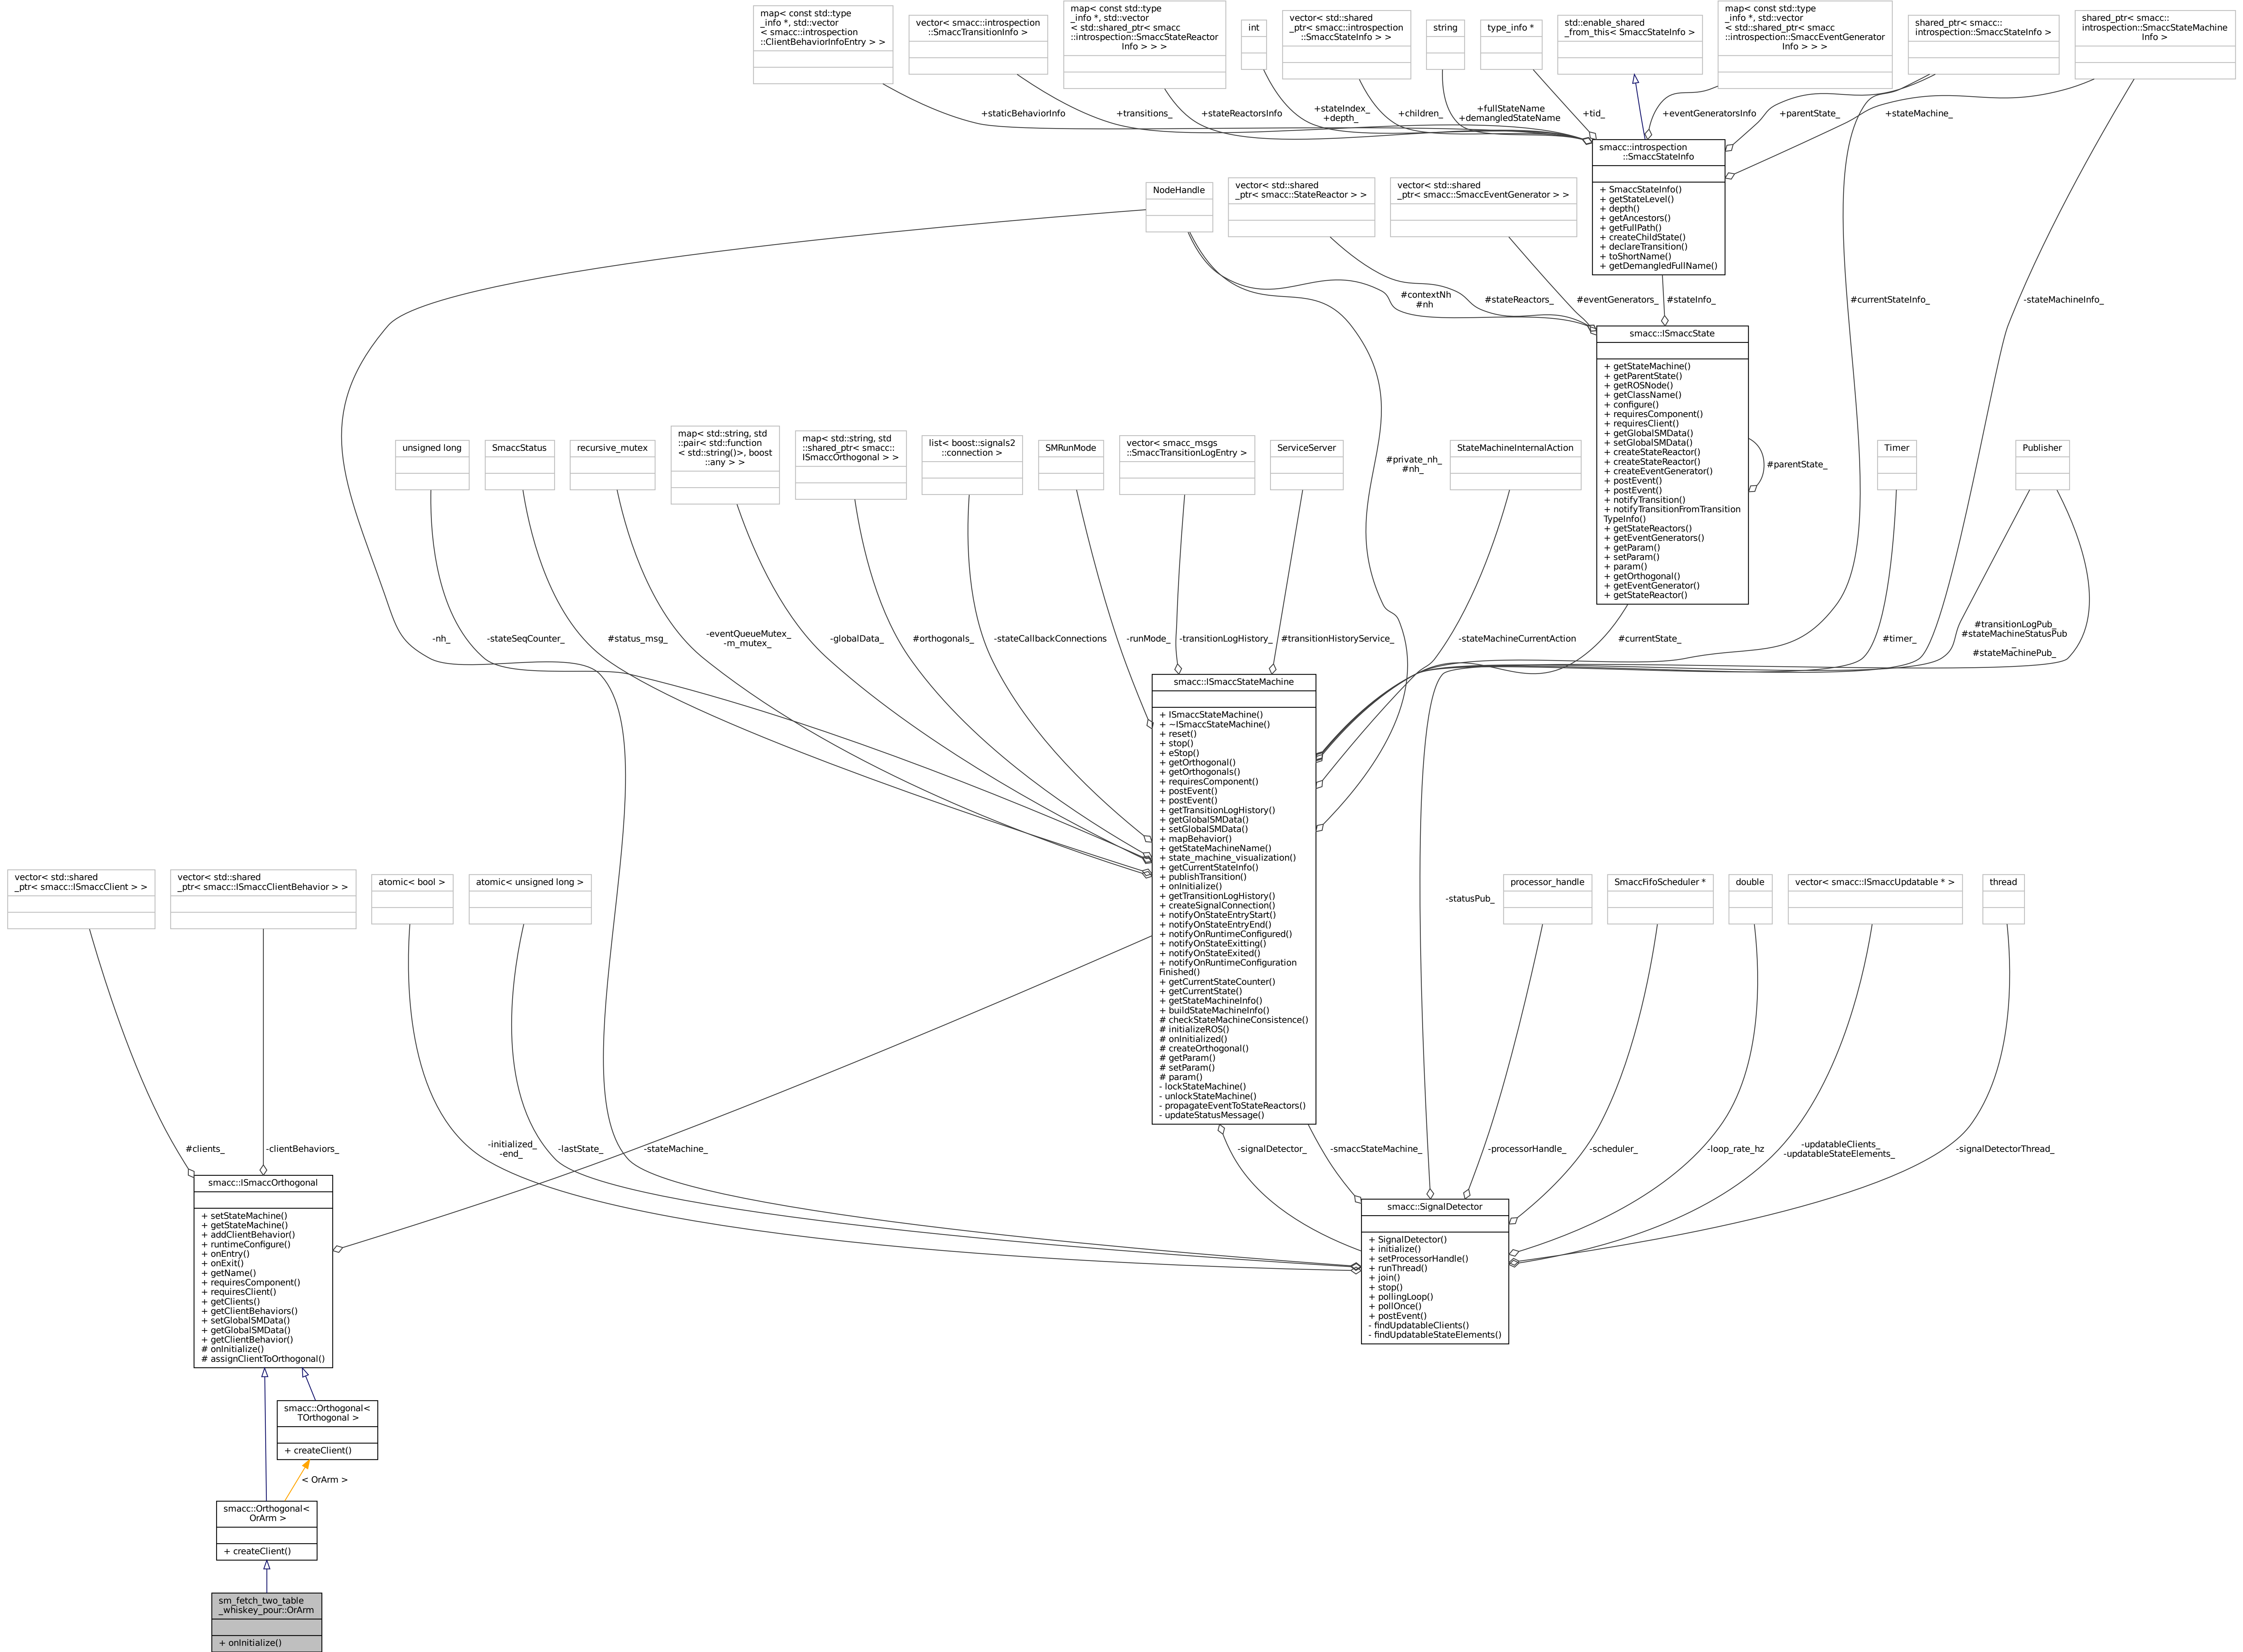 map< const std::type
_info *, std::vector
< smacc::introspection
::ClientBehaviorInfoEntry > >
vector< smacc::introspection
::SmaccTransitionInfo >
map< const std::type
_info *, std::vector
< std::shared_ptr< smacc
::introspection::SmaccStateReactor
Info > > >
int
vector< std::shared
_ptr< smacc::introspection
::SmaccStateInfo > >
string
type_info *
std::enable_shared
_from_this< SmaccStateInfo >
map< const std::type
_info *, std::vector
< std::shared_ptr< smacc
::introspection::SmaccEventGenerator
Info > > >
shared_ptr< smacc::
introspection::SmaccStateInfo >
shared_ptr< smacc::
introspection::SmaccStateMachine
Info >
+staticBehaviorInfo
+transitions_
+stateReactorsInfo
+stateIndex_
+depth_
+children_
+fullStateName
+demangledStateName
+tid_
+eventGeneratorsInfo
+parentState_
+stateMachine_
smacc::introspection
::SmaccStateInfo
+ SmaccStateInfo()
+ getStateLevel()
+ depth()
+ getAncestors()
+ getFullPath()
+ createChildState()
+ declareTransition()
+ toShortName()
+ getDemangledFullName()
NodeHandle
vector< std::shared
_ptr< smacc::StateReactor > >
vector< std::shared
_ptr< smacc::SmaccEventGenerator > >
#contextNh
#nh
#stateReactors_
#eventGenerators_
#stateInfo_
#currentStateInfo_
-stateMachineInfo_
smacc::ISmaccState
+ getStateMachine()
+ getParentState()
+ getROSNode()
+ getClassName()
+ configure()
+ requiresComponent()
+ requiresClient()
+ getGlobalSMData()
+ setGlobalSMData()
+ createStateReactor()
+ createStateReactor()
+ createEventGenerator()
+ postEvent()
+ postEvent()
+ notifyTransition()
+ notifyTransitionFromTransition
TypeInfo()
+ getStateReactors()
+ getEventGenerators()
+ getParam()
+ setParam()
+ param()
+ getOrthogonal()
+ getEventGenerator()
+ getStateReactor()
#parentState_
unsigned long
SmaccStatus
recursive_mutex
map< std::string, std
::pair< std::function
< std::string()>, boost
::any > >
map< std::string, std
::shared_ptr< smacc::
ISmaccOrthogonal > >
list< boost::signals2
::connection >
SMRunMode
vector< smacc_msgs
::SmaccTransitionLogEntry >
ServiceServer
#private_nh_
#nh_
StateMachineInternalAction
Timer
Publisher
-nh_
-stateSeqCounter_
#status_msg_
-eventQueueMutex_
-m_mutex_
-globalData_
#orthogonals_
-stateCallbackConnections
-runMode_
-transitionLogHistory_
#transitionHistoryService_
-stateMachineCurrentAction
#currentState_
#timer_
#transitionLogPub_
#stateMachineStatusPub
_
#stateMachinePub_
smacc::ISmaccStateMachine
+ ISmaccStateMachine()
+ ~ISmaccStateMachine()
+ reset()
+ stop()
+ eStop()
+ getOrthogonal()
+ getOrthogonals()
+ requiresComponent()
+ postEvent()
+ postEvent()
+ getTransitionLogHistory()
+ getGlobalSMData()
+ setGlobalSMData()
+ mapBehavior()
+ getStateMachineName()
+ state_machine_visualization()
+ getCurrentStateInfo()
+ publishTransition()
+ onInitialize()
+ getTransitionLogHistory()
+ createSignalConnection()
+ notifyOnStateEntryStart()
+ notifyOnStateEntryEnd()
+ notifyOnRuntimeConfigured()
+ notifyOnStateExitting()
+ notifyOnStateExited()
+ notifyOnRuntimeConfiguration
Finished()
+ getCurrentStateCounter()
+ getCurrentState()
+ getStateMachineInfo()
+ buildStateMachineInfo()
# checkStateMachineConsistence()
# initializeROS()
# onInitialized()
# createOrthogonal()
# getParam()
# setParam()
# param()
- lockStateMachine()
- unlockStateMachine()
- propagateEventToStateReactors()
- updateStatusMessage()
vector< std::shared
_ptr< smacc::ISmaccClient > >
vector< std::shared
_ptr< smacc::ISmaccClientBehavior > >
atomic< bool >
atomic< unsigned long >
-statusPub_
processor_handle
SmaccFifoScheduler *
double
vector< smacc::ISmaccUpdatable * >
thread
#clients_
-clientBehaviors_
-initialized_
-end_
-lastState_
-stateMachine_
-signalDetector_
-smaccStateMachine_
-processorHandle_
-scheduler_
-loop_rate_hz
-updatableClients_
-updatableStateElements_
-signalDetectorThread_
smacc::ISmaccOrthogonal
+ setStateMachine()
+ getStateMachine()
+ addClientBehavior()
+ runtimeConfigure()
+ onEntry()
+ onExit()
+ getName()
+ requiresComponent()
+ requiresClient()
+ getClients()
+ getClientBehaviors()
+ setGlobalSMData()
+ getGlobalSMData()
+ getClientBehavior()
# onInitialize()
# assignClientToOrthogonal()
smacc::SignalDetector
+ SignalDetector()
+ initialize()
+ setProcessorHandle()
+ runThread()
+ join()
+ stop()
+ pollingLoop()
+ pollOnce()
+ postEvent()
- findUpdatableClients()
- findUpdatableStateElements()
smacc::Orthogonal<
TOrthogonal >
+ createClient()
< OrArm >
smacc::Orthogonal<
OrArm >
+ createClient()
sm_fetch_two_table
_whiskey_pour::OrArm
+ onInitialize()